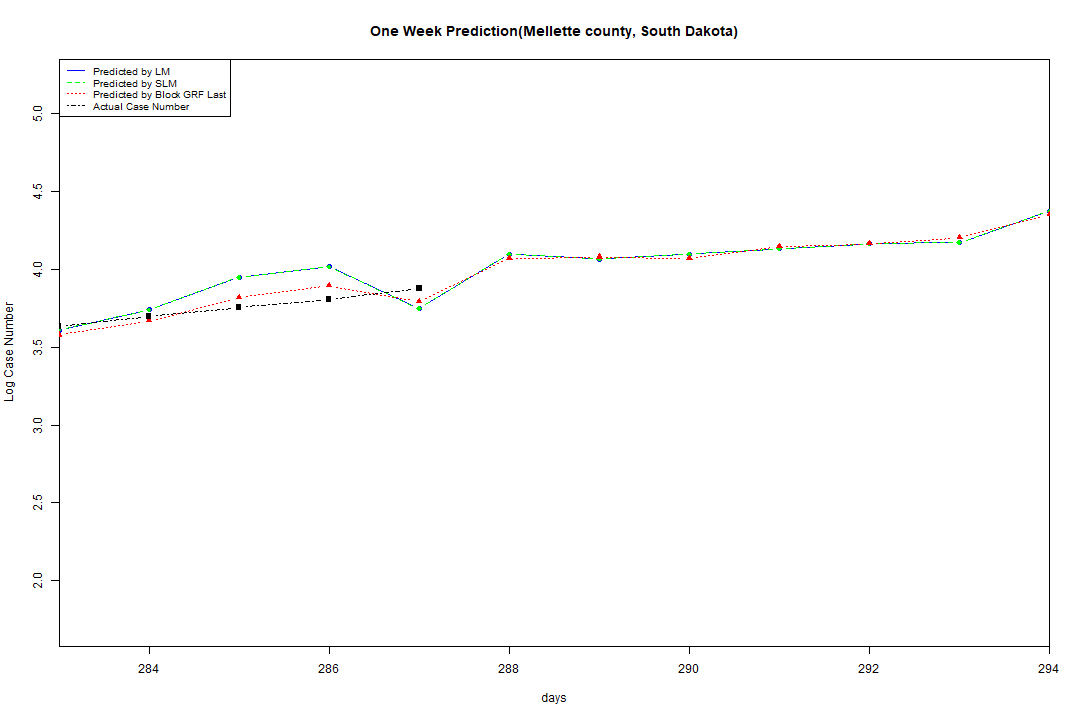 One Week Prediction(Mellette county, South Dakota)
Predicted by LM
Predicted by SLM
Predicted by Block GRF Last
Actual Case Number
Log Case Number
5.0
4.5
4.0
3.5
3.0
2.5
2.0
284 286 288 290 292 294
days